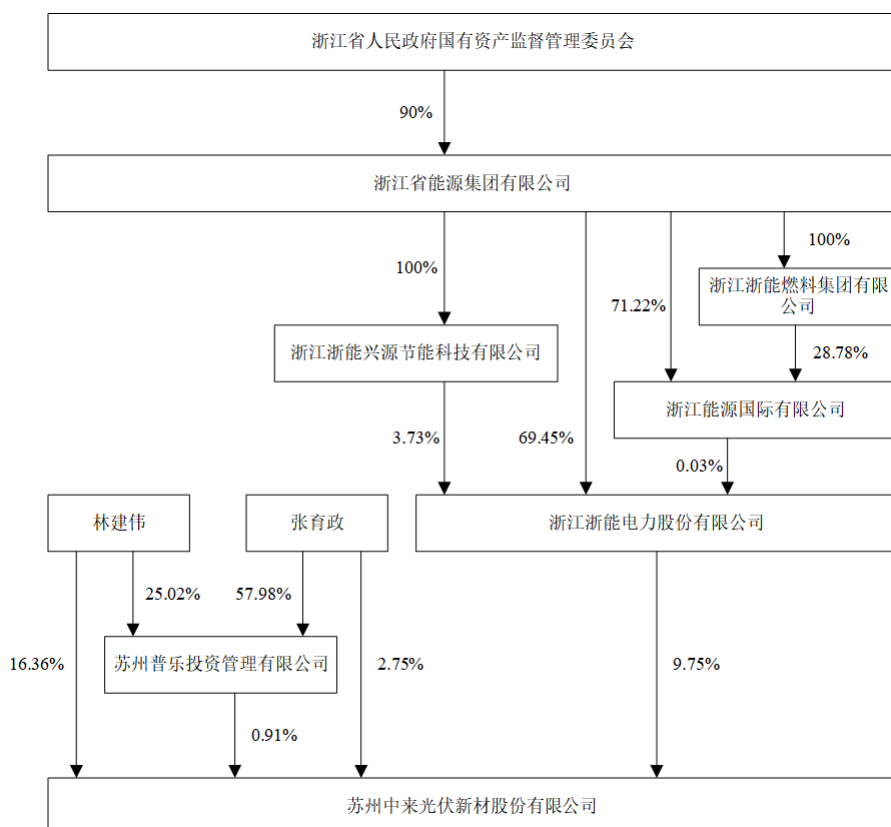 浙江省人民政府国有资产监督管理委员会
90%
浙江省能源集团有限公司
100%
100%
浙江浙能燃料集团有限
公司
71.22%
浙江浙能兴源节能科技有限公司
28.78%
浙江能源国际有限公司
3.73%
69.45%
0.03%
林建伟
张育政
浙江浙能电力股份有限公司
25.02%
57.98%
16.36%
苏州普乐投资管理有限公司
2.75%
9.75%
0.91%
苏州中来光伏新材股份有限公司